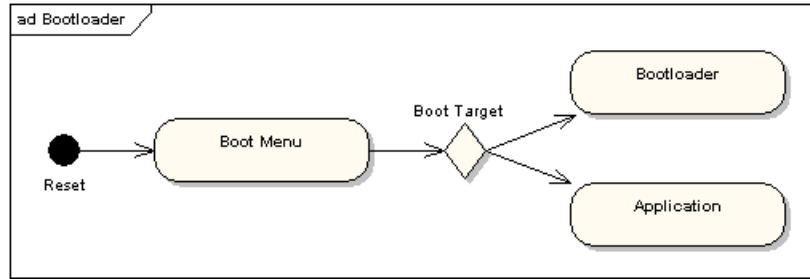 ad Bootloader
Bootloader
Boot Target
Boot Menu
Reset
Application